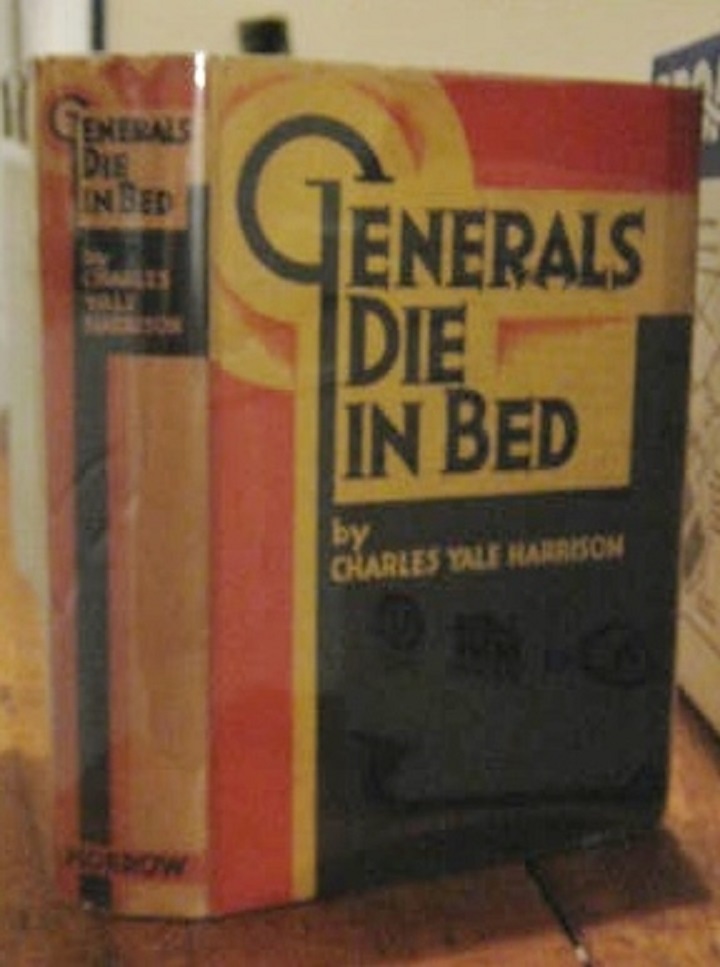 GENERALS
DIE
IN BED
by
CHARLES
YALE
HARRISON
MORROW
GENERALS
DIE
IN BED
by
CHARLES YALE HARRISON